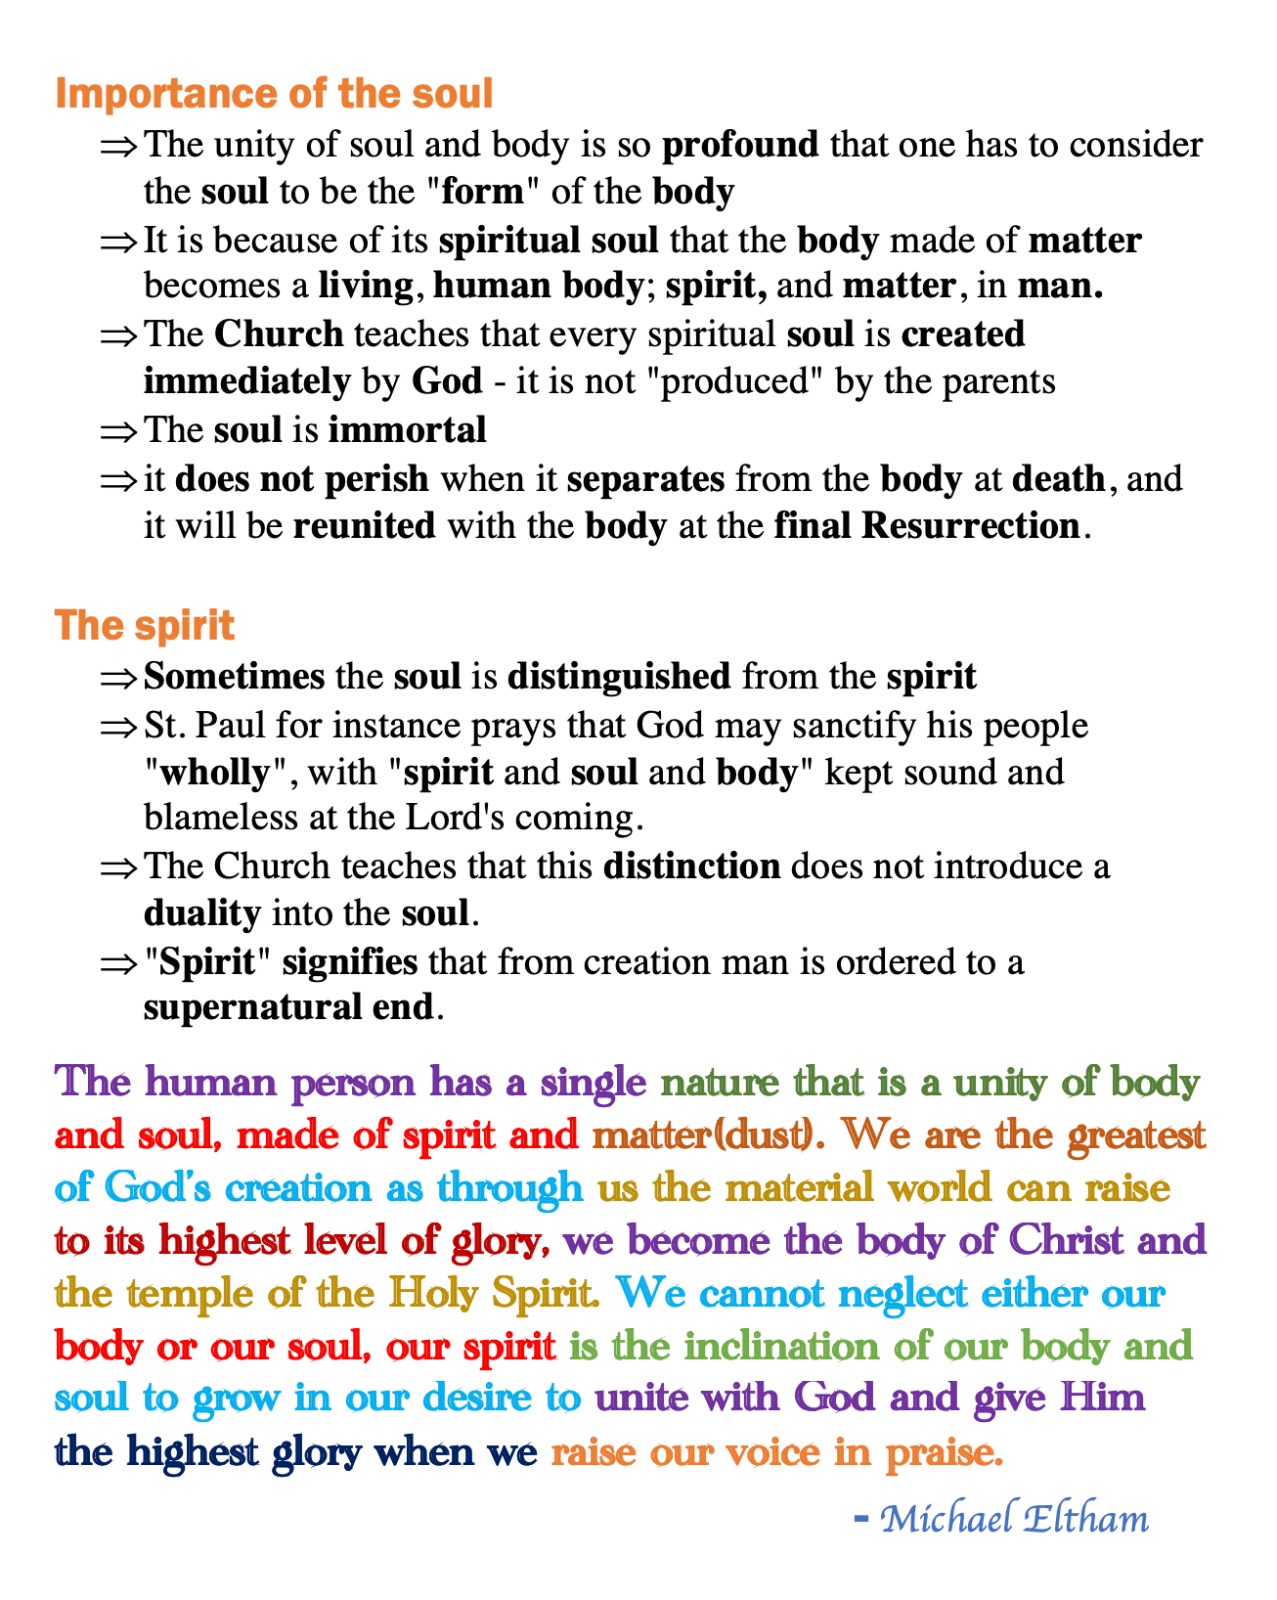 Importance of the soul
⇒The unity of soul and body is so profound that one has to consider
the soul to be the "form" of the body
⇒It is because of its spiritual soul that the body made of matter
becomes a living, human body; spirit, and matter, in man.
⇒The Church teaches that every spiritual soul is created
immediately by God - it is not "produced" by the parents
⇒The soul is immortal
⇒it does not perish when it separates from the body at death, and
it will be reunited with the body at the final Resurrection.
The spirit
⇒Sometimes the soul is distinguished from the spirit
⇒St. Paul for instance prays that God may sanctify his people
"wholly", with "spirit and soul and body" kept sound and
blameless at the Lord's coming.
⇒The Church teaches that this distinction does not introduce a
duality into the soul.
⇒"Spirit" signifies that from creation man is ordered to a
supernatural end.
The human person has a single nature that is a unity of body
and soul, made of spirit and matter(dust). We are the greatest
of God's creation as through us the material world can raise
to its highest level of glory, we become the body of Christ and
the temple of the Holy Spirit. We cannot neglect either our
body or our soul, our spirit is the inclination of our body and
soul to grow in our desire to unite with God and give Him
the highest glory when we raise our voice in praise.
- Michael Eltham